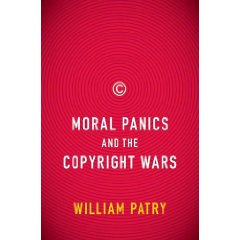 ©
MORAL PANICS
AND THE
COPYRIGHT WARS
WILLIAM PATRY